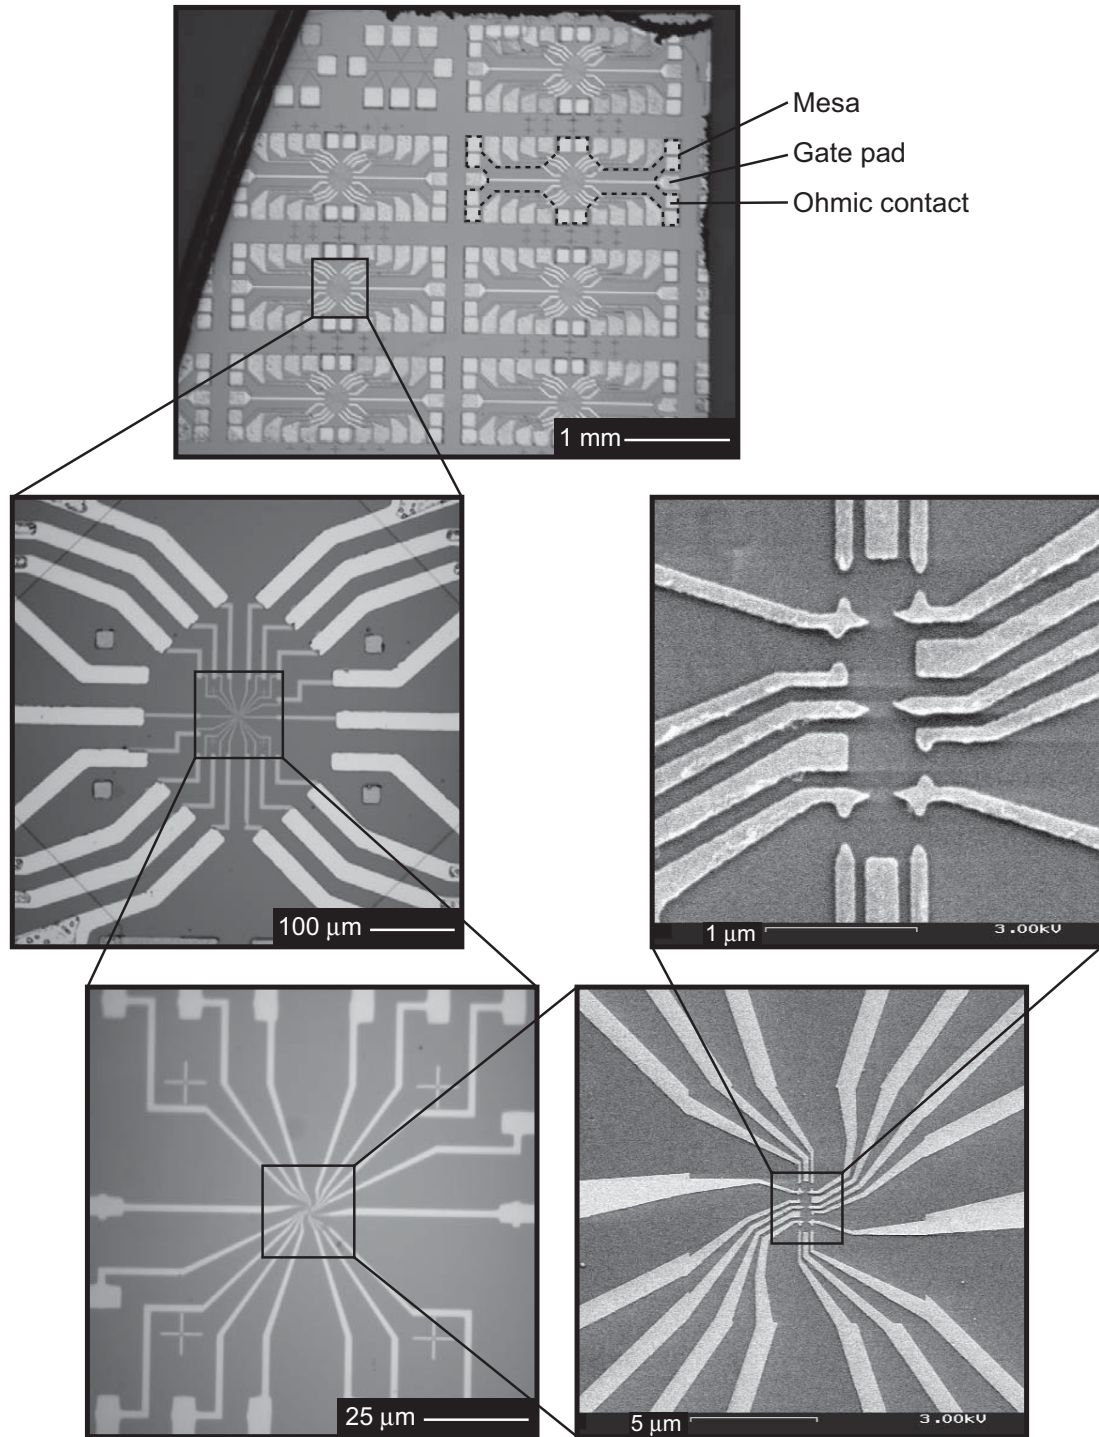 Mesa
Gate pad
Ohmic contact
1 mm
100 μm
1 μm
3.00kV
25 μm
5 μm
3.00kV